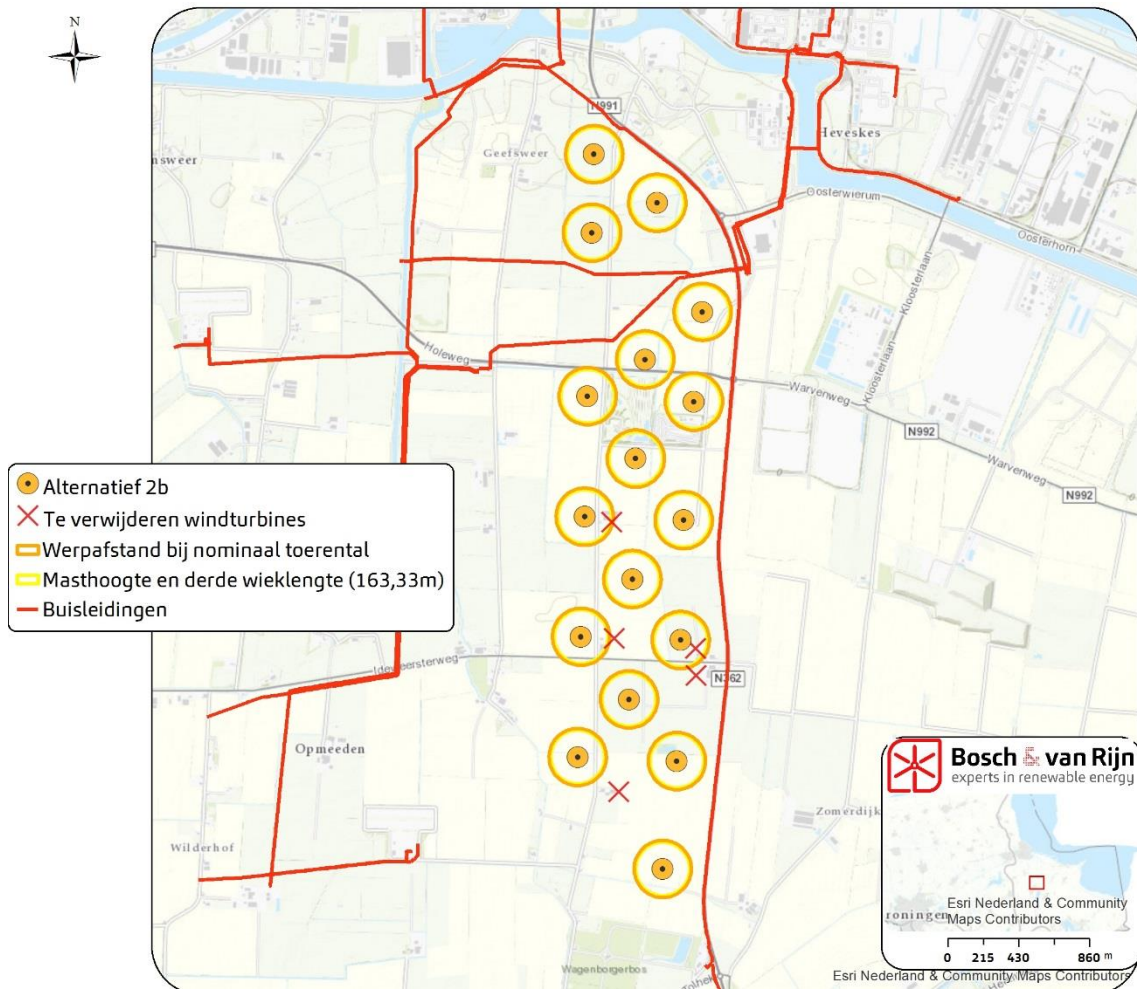 N
N991
Heveskes
Geefsweer
Oosterwierum
Oosterhorn
Kloosterlaan
Holeweg
Kloosterlaan
Warvenweg
N992
Warvenweg
N992
Alternatief 2b
Te verwijderen windturbines
Werpafstand bij nominaal toerental
Masthoogte en derde wieklengte (163,33m)
Buisleidingen
Ideweersterweg
N362
Opmeeden
Bosch & van Rijn
experts in renewable energy
Zomerdijk
Wilderhof
Esri Nederland & Community
Maps Contributors
roningen
0 215 430 860 m
Wagenborgerbos
Esri Nederland & Community Maps Contributors